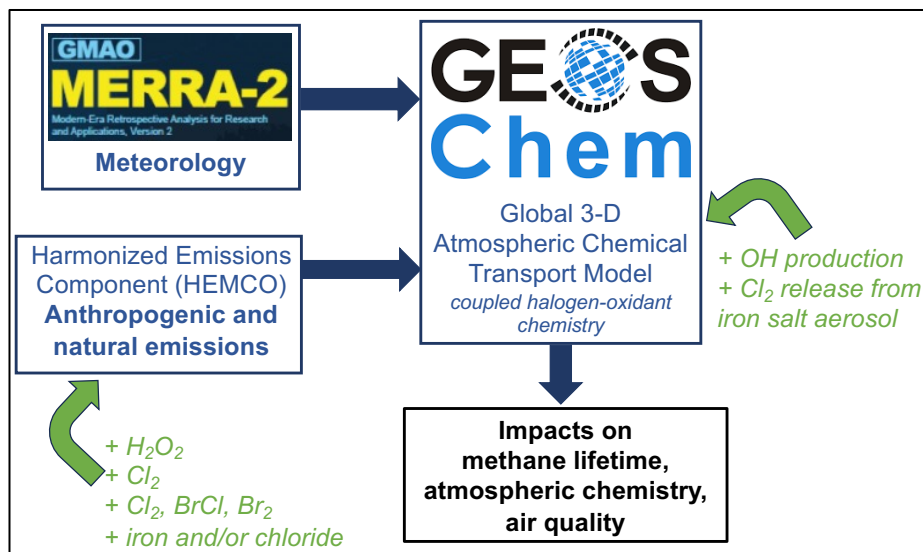 GMAO
MERRA-2
Modern-Era Retrospective Analysis for Research
and Applications, Version 2
Meteorology
GEOS
Chem
Global 3-D
Atmospheric Chemical
Transport Model
coupled halogen-oxidant
chemistry
Harmonized Emissions
Component (HEMCO)
Anthropogenic and
natural emissions
+ OH production
+ Cl₂ release from
iron salt aerosol
+ H₂O₂
+ Cl₂
+ Cl₂, BrCl, Br₂
+ iron and/or chloride
Impacts on
methane lifetime,
atmospheric chemistry,
air quality